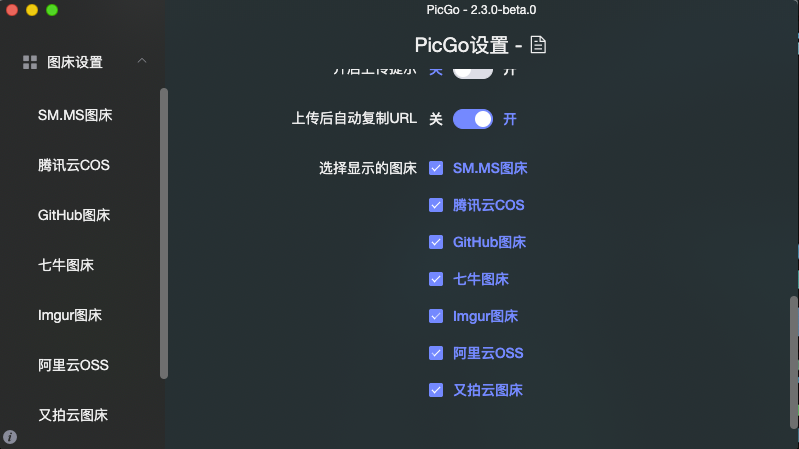 PicGo - 2.3.0-beta.0
图床设置
SM.MS图床
腾讯云COS
GitHub图床
七牛图床
Imgur图床
阿里云OSS
又拍云图床
PicGo设置 -
开启上传提示 关 开
上传后自动复制URL 关 开
选择显示的图床 SM.MS图床
腾讯云COS
GitHub图床
七牛图床
Imgur图床
阿里云OSS
又拍云图床